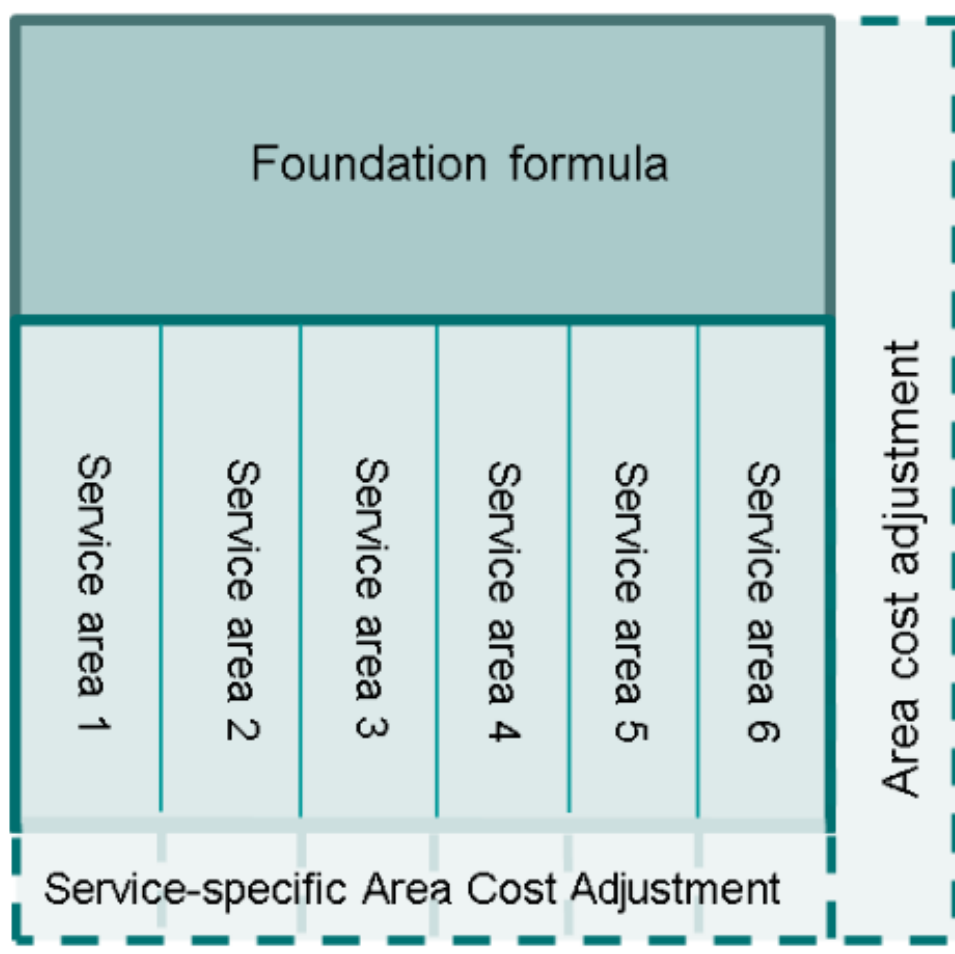 Foundation formula
Service area 1
Service area 2
Service area 3
Service area 4
Service area 5
Service area 6
Area cost adjustment
Service-specific Area Cost Adjustment